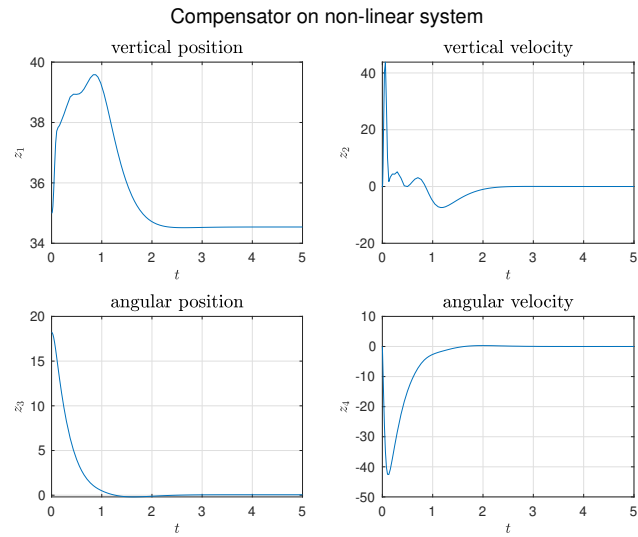 Compensator on non-linear system
vertical position
40
38
36
34
z1
0 1 2 3 4 5
t
vertical velocity
40
20
0
-20
z2
0 1 2 3 4 5
t
angular position
20
15
10
5
0
z3
0 1 2 3 4 5
t
angular velocity
10
0
-10
-20
-30
-40
-50
z4
0 1 2 3 4 5
t